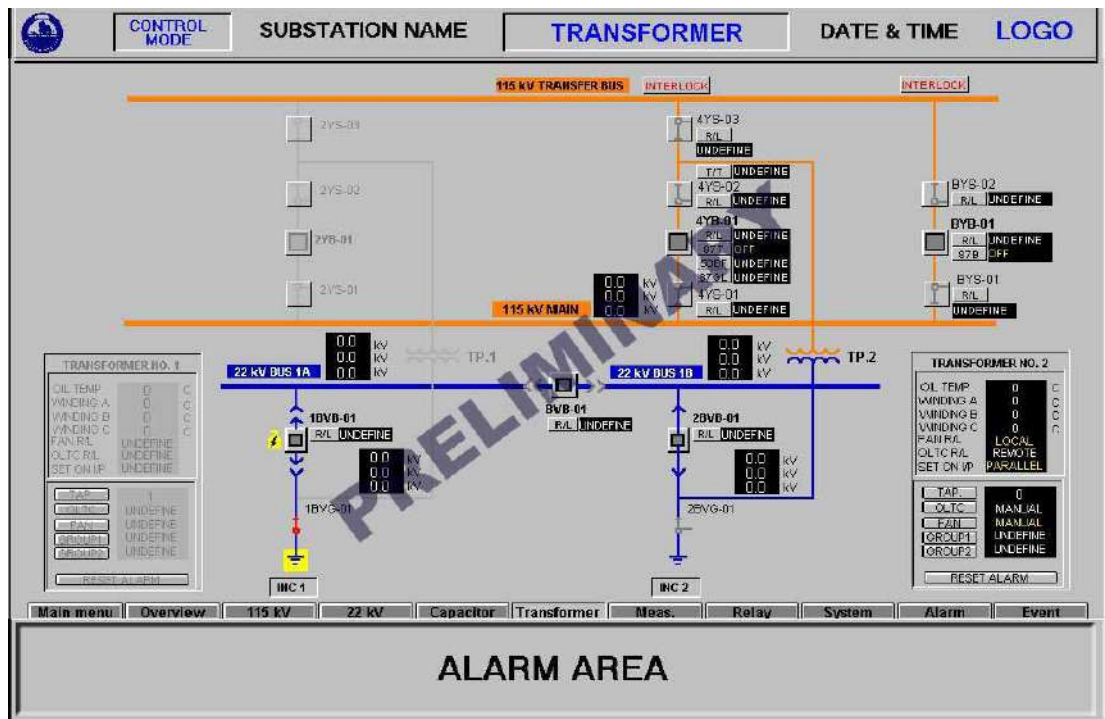 CONTROL MODE
SUBSTATION NAME
TRANSFORMER
DATE & TIME
LOGO
115 KV TRANSFER BUS
INTERLOCK
INTERLOCK
2YS-03
4YS-03
R/L
UNDEFINE
T/T UNDEFINE
2YS-02
4YS-02
R/L UNDEFINE
BYS-02
R/L UNDEFINE
2YB-01
4YB-01
R/L UNDEFINE
87T OFF
50BF UNDEFINE
87GL UNDEFINE
BYB-01
R/L UNDEFINE
87B OFF
2YS-01
4YS-01
R/L UNDEFINE
BYS-01
R/L
UNDEFINE
0.0 kV
0.0 kV
0.0 kV
115 kV MAIN
PRELIMINARY
0.0 kV
0.0 kV
0.0 kV
TP.1
0.0 kV
0.0 kV
0.0 kV
TP.2
22 kV BUS 1A
22 kV BUS 1B
1BVB-01
R/L UNDEFINE
BVB-01
R/L UNDEFINE
2BVB-01
R/L UNDEFINE
0.0 kV
0.0 kV
0.0 kV
0.0 kV
0.0 kV
0.0 kV
1BVG-01
2BVG-01
INC 1
INC 2
TRANSFORMER NO. 1
OIL TEMP 0 C
WINDING A 0 C
WINDING B 0 C
WINDING C 0 C
FAN R/L UNDEFINE
OLTC R/L UNDEFINE
SET ON I/P UNDEFINE
TAP. 1
OLTC UNDEFINE
FAN UNDEFINE
GROUP1 UNDEFINE
GROUP2 UNDEFINE
RESET ALARM
TRANSFORMER NO. 2
OIL TEMP 0 C
WINDING A 0 C
WINDING B 0 C
WINDING C 0 C
FAN R/L LOCAL
OLTC R/L REMOTE
SET ON I/P PARALLEL
TAP. 0
OLTC MANUAL
FAN MANUAL
GROUP1 UNDEFINE
GROUP2 UNDEFINE
RESET ALARM
Main menu Overview 115 kV 22 kV Capacitor Transformer Meas. Relay System Alarm Event
ALARM AREA